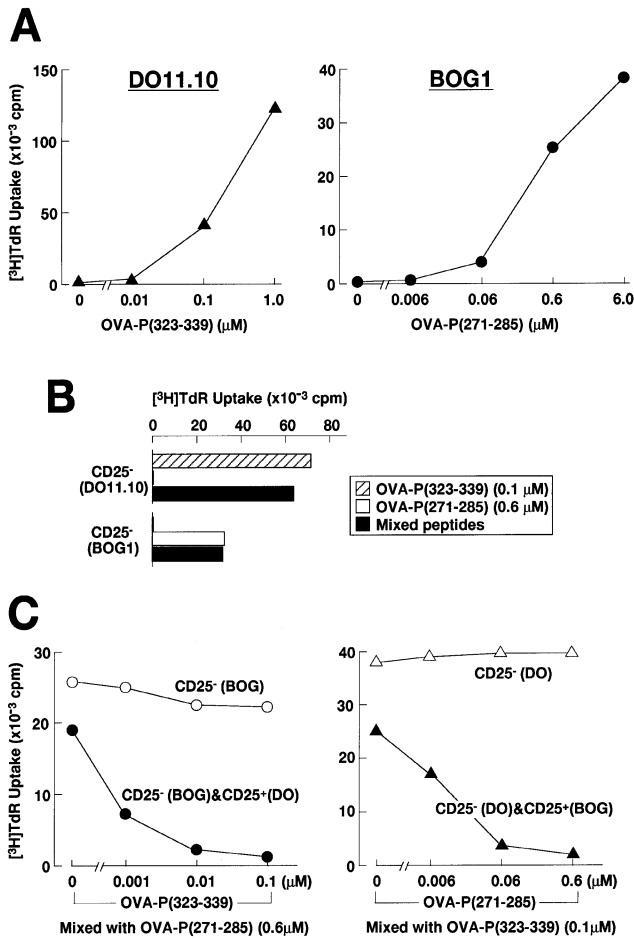 A
DO11.10
BOG1
[³H]TdR Uptake (x10⁻³ cpm)
150
100
50
0
0 0.01 0.1 1.0
OVA-P(323-339) (μM)
40
30
20
10
0
0 0.006 0.06 0.6 6.0
OVA-P(271-285) (μM)
B
[³H]TdR Uptake (x10⁻³ cpm)
0 20 40 60 80
CD25⁻
(DO11.10)
CD25⁻
(BOG1)
OVA-P(323-339) (0.1 μM)
OVA-P(271-285) (0.6 μM)
Mixed peptides
C
[³H]TdR Uptake (x10⁻³ cpm)
30
20
10
0
CD25⁻ (BOG)
CD25⁻ (BOG)&CD25⁺(DO)
0 0.001 0.01 0.1 (μM)
OVA-P(323-339)
Mixed with OVA-P(271-285) (0.6μM)
40
30
20
10
0
CD25⁻ (DO)
CD25⁻ (DO)&CD25⁺(BOG)
0 0.006 0.06 0.6 (μM)
OVA-P(271-285)
Mixed with OVA-P(323-339) (0.1μM)